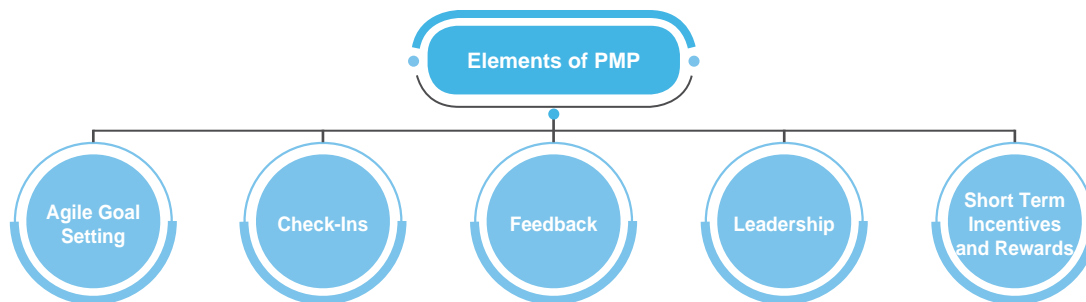 Elements of PMP
Agile Goal
Setting
Check-Ins
Feedback
Leadership
Short Term
Incentives
and Rewards